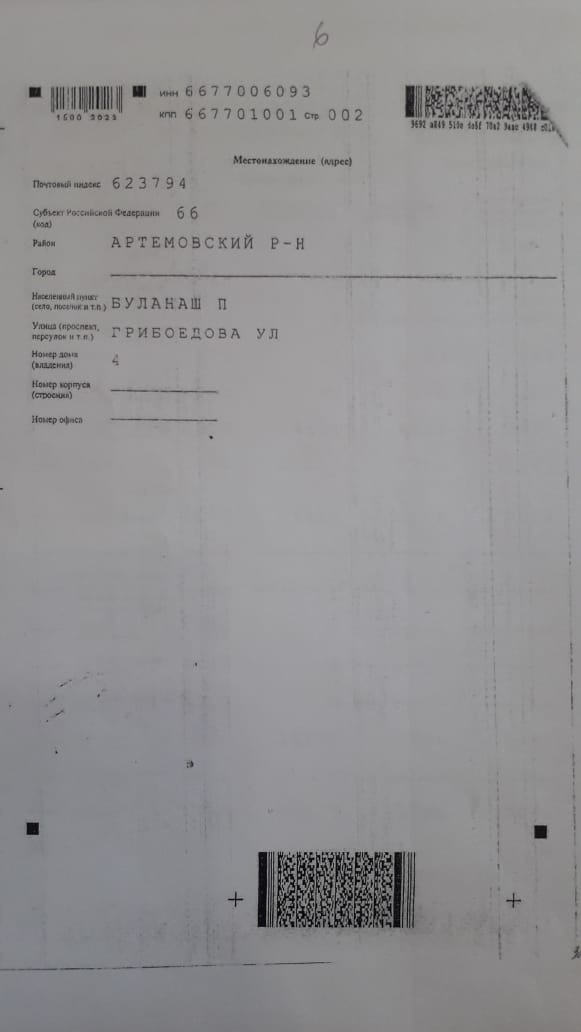 6
ИНН 6677006093
1500 2023
КПП 667701001 Стр. 002
Местонахождение (адрес)
Почтовый индекс 623794
Субъект Российской Федерации (код) 66
Район АРТЕМОВСКИЙ Р-Н
Город
Населенный пункт (село, поселок и т.п.) БУЛАНАШ П
Улица (проспект, переулок и т.п.) ГРИБОЕДОВА УЛ
Номер дома (владения) 4
Номер корпуса (строения)
Номер офиса